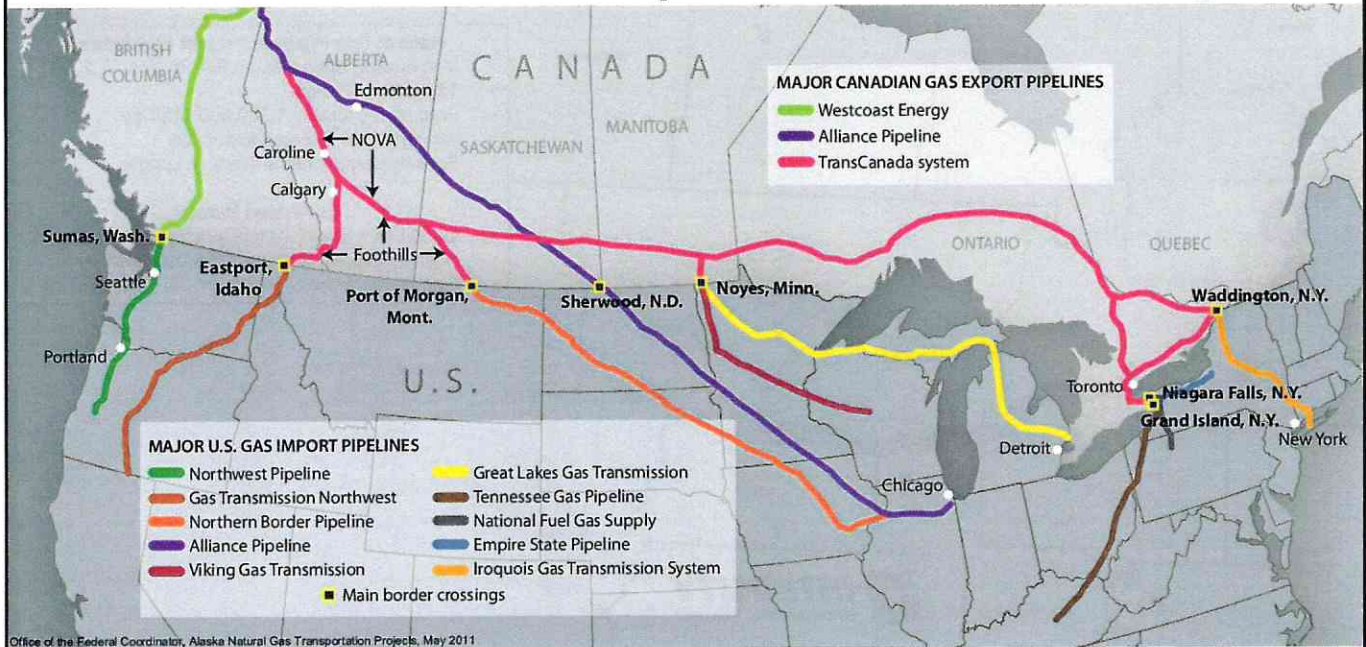 BRITISH
COLUMBIA
ALBERTA
CANADA
Edmonton
SASKATCHEWAN
MANITOBA
NOVA
Caroline
Calgary
MAJOR CANADIAN GAS EXPORT PIPELINES
Westcoast Energy
Alliance Pipeline
TransCanada system
Sumas, Wash.
Seattle
Eastport,
Idaho
Foothills
Port of Morgan,
Mont.
Sherwood, N.D.
Noyes, Minn.
ONTARIO
QUEBEC
Waddington, N.Y.
Portland
U.S.
Toronto
Niagara Falls, N.Y.
Grand Island, N.Y.
New York
Detroit
Chicago
MAJOR U.S. GAS IMPORT PIPELINES
Northwest Pipeline
Gas Transmission Northwest
Northern Border Pipeline
Alliance Pipeline
Viking Gas Transmission
Great Lakes Gas Transmission
Tennessee Gas Pipeline
National Fuel Gas Supply
Empire State Pipeline
Iroquois Gas Transmission System
Main border crossings
Office of the Federal Coordinator, Alaska Natural Gas Transportation Projects, May 2011